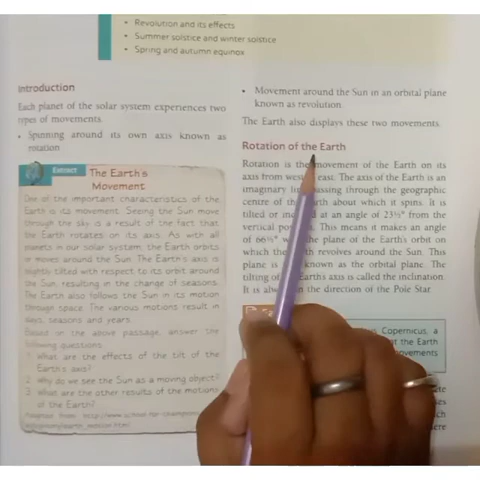 • Revolution and its effects
• Summer solstice and winter solstice
• Spring and autumn equinox
Introduction
Each planet of the solar system experiences two
types of movements.
• Spinning around its own axis known as
rotation
Extract
The Earth's
Movement
One of the important characteristics of the
Earth is its movement. Seeing the Sun move
through the sky is a result of the fact that
the Earth rotates on its axis. As with all
planets in our solar system, the Earth orbits
or moves around the Sun. The Earth's axis is
slightly tilted with respect to its orbit around
the Sun, resulting in the change of seasons.
The Earth also follows the Sun in its motion
through space. The various motions result in
days, seasons and years.
Based on the above passage, answer the
following questions.
1. What are the effects of the tilt of the
Earth's axis?
2. Why do we see the Sun as a moving object?
3. What are the other results of the motions
of the Earth?
• Movement around the Sun in an orbital plane
known as revolution.
The Earth also displays these two movements.
Rotation of the Earth
Rotation is the movement of the Earth on its
axis from west east. The axis of the Earth is an
imaginary passing through the geographic
centre of th rth about which it spins. It is
tilted or in d at an angle of 23½° from the
vertical po This means it makes an angle
of 66½° w the plane of the Earth's orbit on
which the th revolves around the Sun. This
plane is known as the orbital plane. The
tilting of Earth's axis is called the inclination.
It is alw n the direction of the Pole Star.
Copernicus, a
t the Earth
ovements